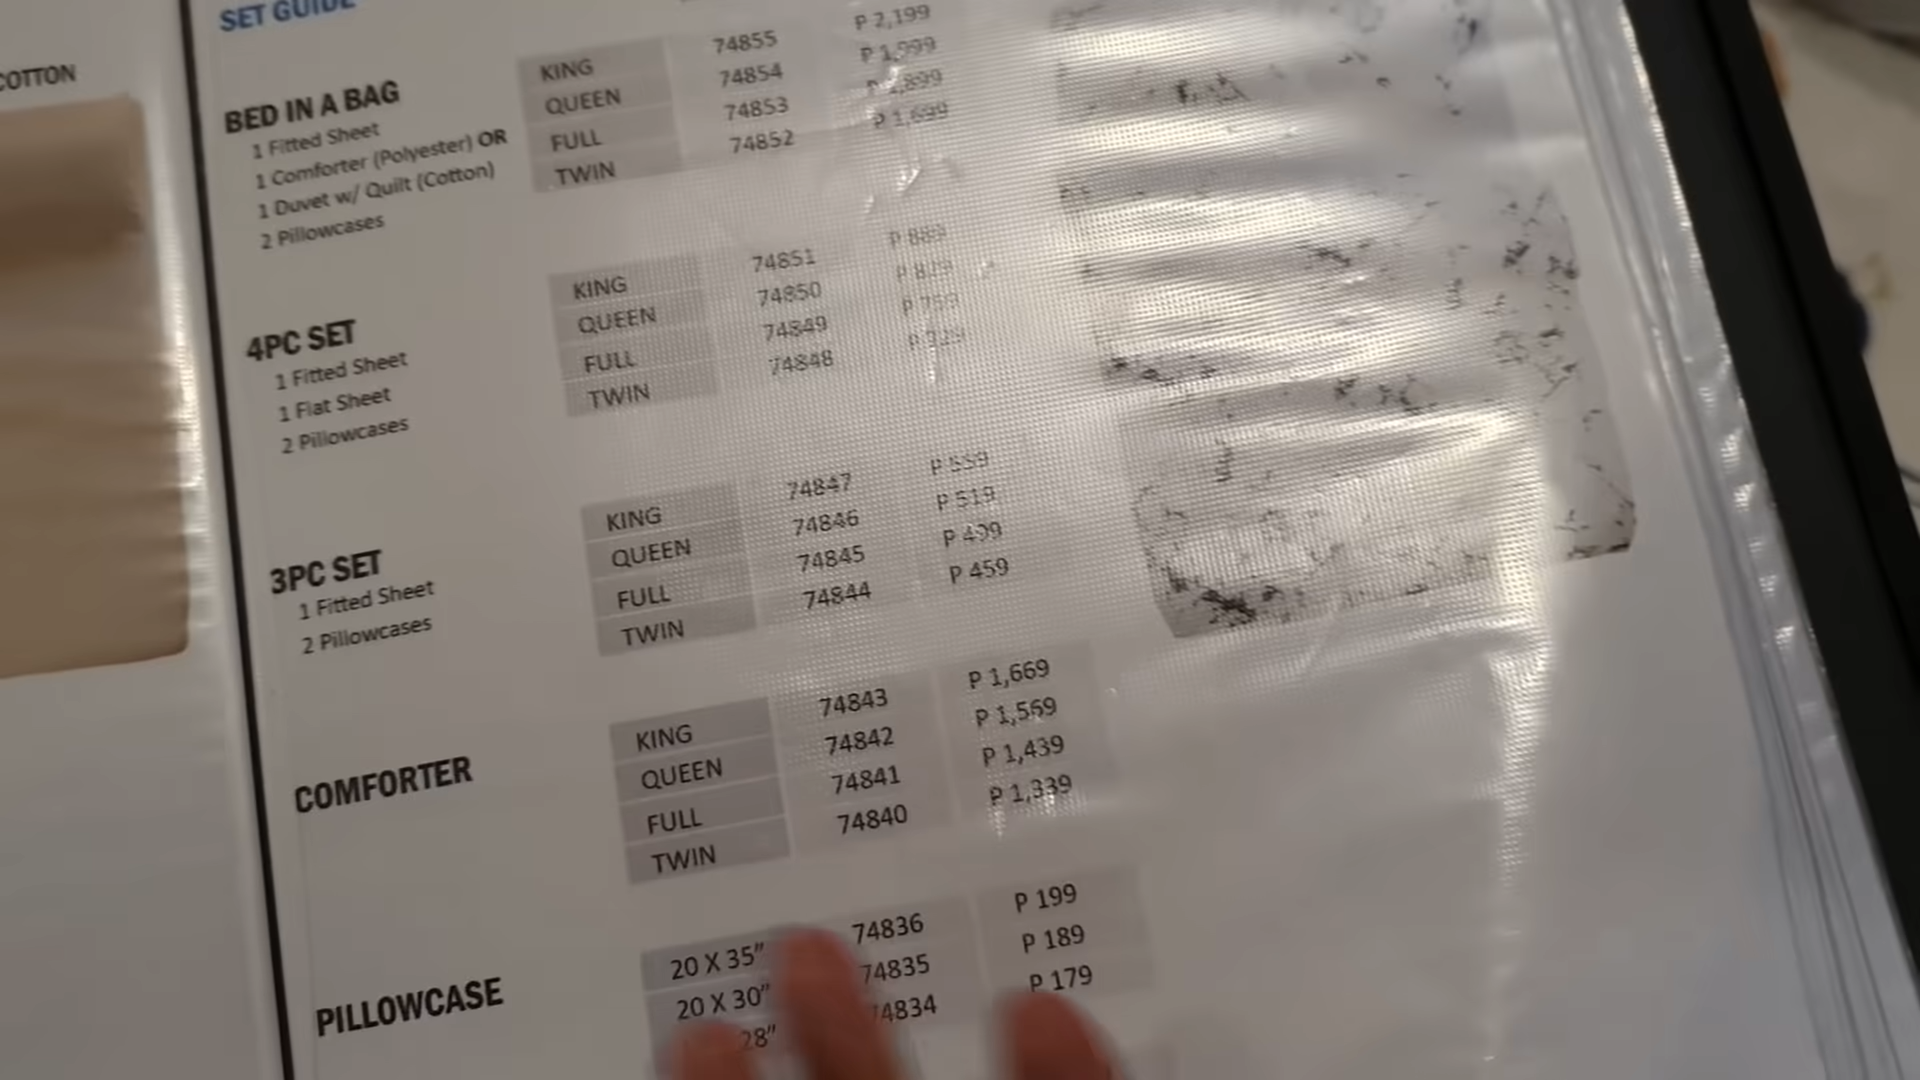 SET GUIDE
COTTON
BED IN A BAG
1 Fitted Sheet
1 Comforter (Polyester) OR
1 Duvet w/ Quilt (Cotton)
2 Pillowcases
KING 74855 P 2,199
QUEEN 74854 P 1,999
FULL 74853 P 1,899
TWIN 74852 P 1,699
4PC SET
1 Fitted Sheet
1 Flat Sheet
2 Pillowcases
KING 74851 P
QUEEN 74850 P
FULL 74849 P
TWIN 74848 P
3PC SET
1 Fitted Sheet
2 Pillowcases
KING 74847 P 559
QUEEN 74846 P 519
FULL 74845 P 499
TWIN 74844 P 459
COMFORTER
KING 74843 P 1,669
QUEEN 74842 P 1,569
FULL 74841 P 1,439
TWIN 74840 P 1,339
PILLOWCASE
20 X 35” 74836 P 199
20 X 30” 74835 P 189
28” 74834 P 179